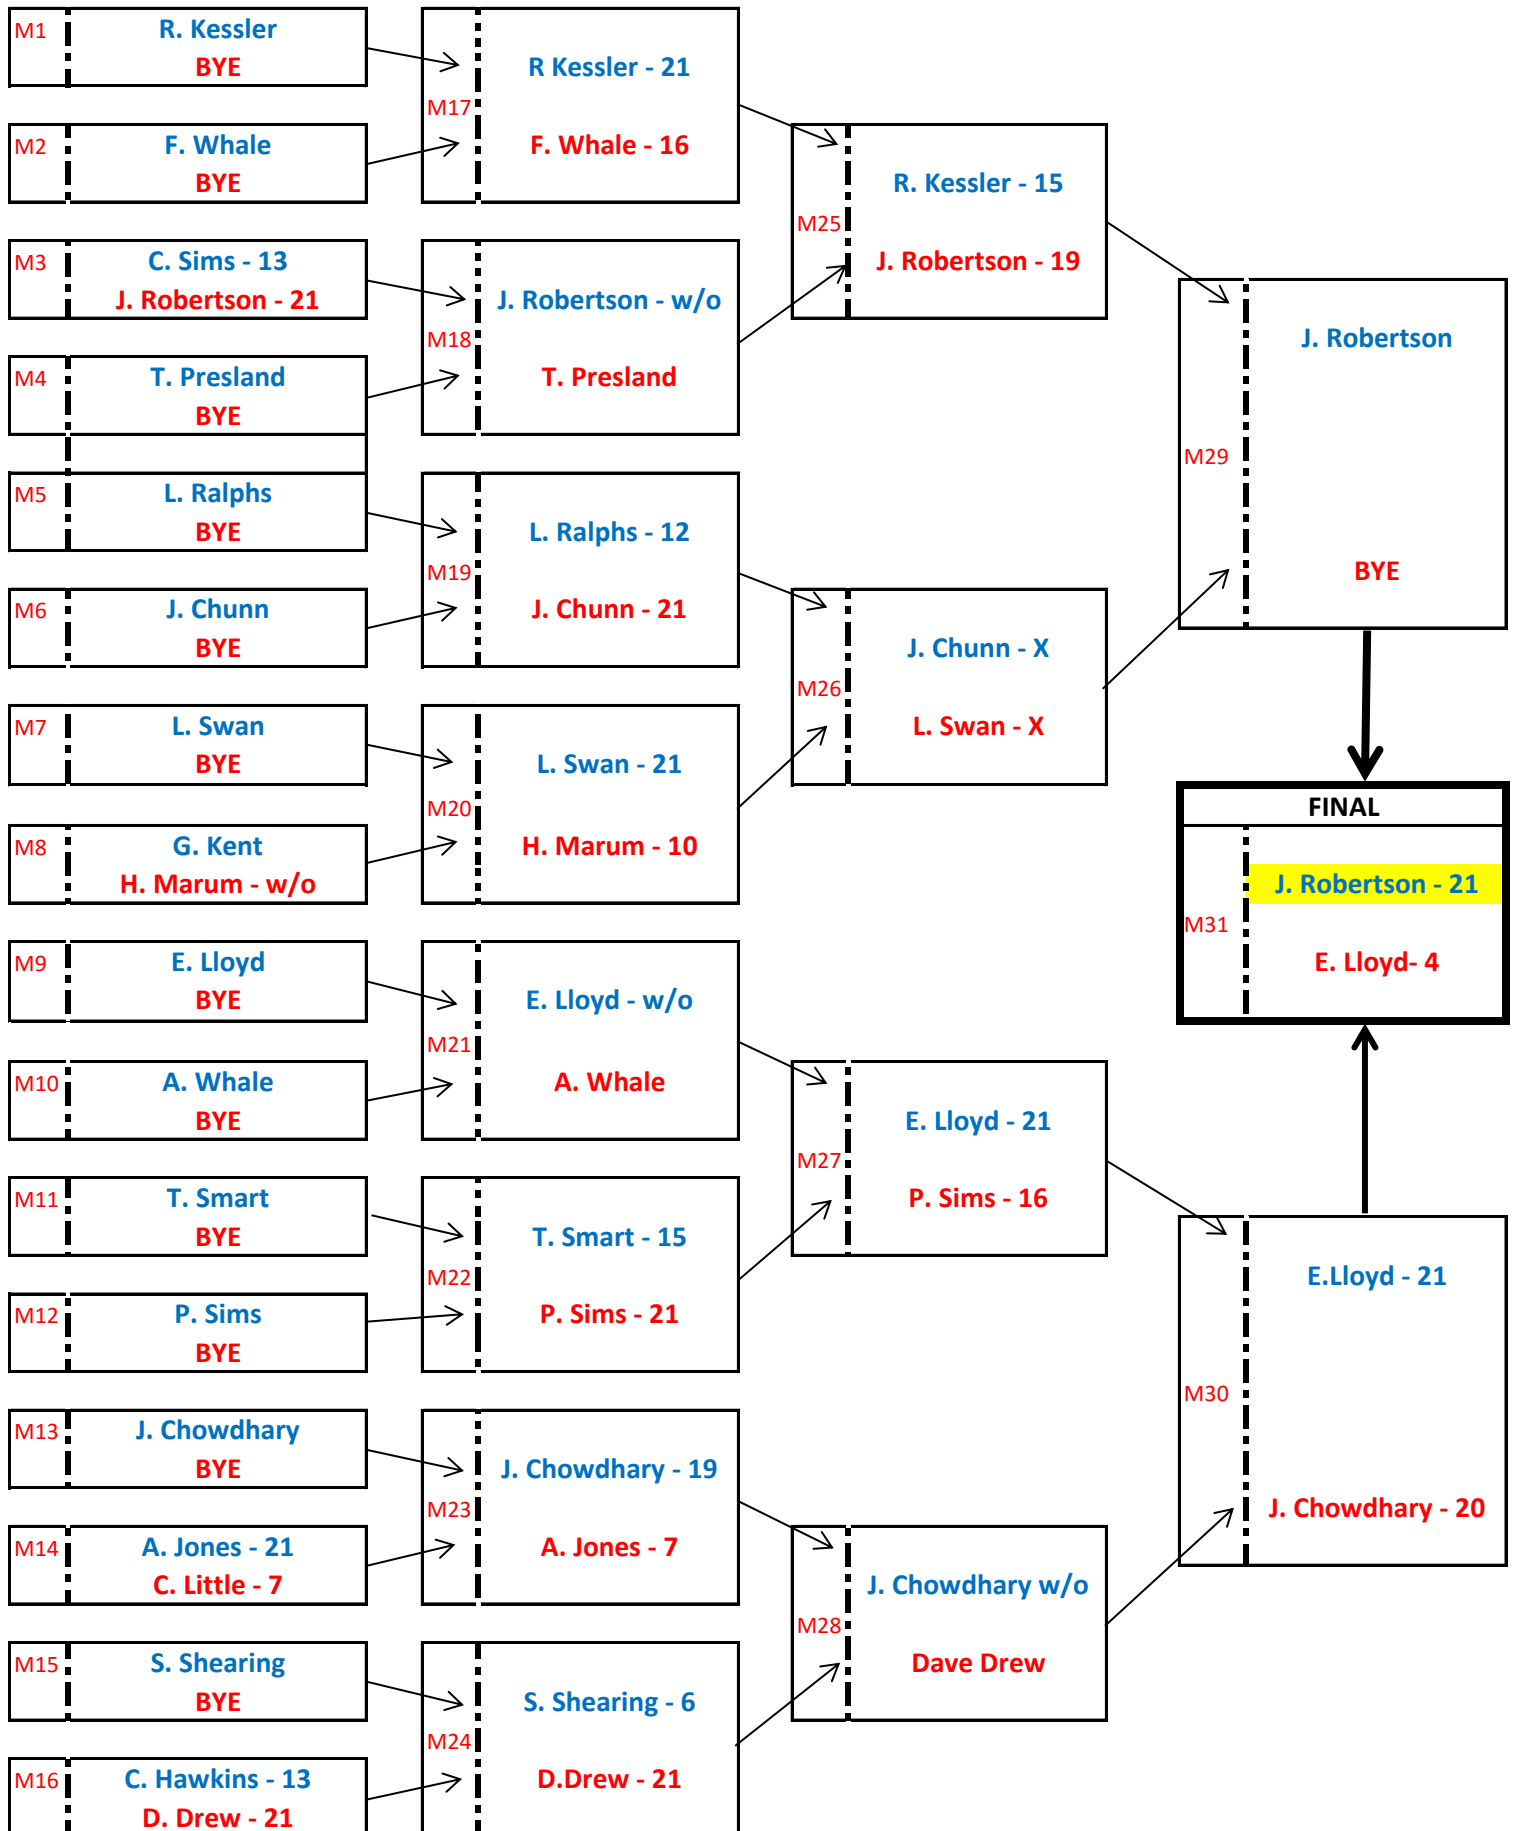 M1
R. Kessler
BYE
M2
F. Whale
BYE
M3
C. Sims - 13
J. Robertson - 21
M4
T. Presland
BYE
M5
L. Ralphs
BYE
M6
J. Chunn
BYE
M7
L. Swan
BYE
M8
G. Kent
H. Marum - w/o
M9
E. Lloyd
BYE
M10
A. Whale
BYE
M11
T. Smart
BYE
M12
P. Sims
BYE
M13
J. Chowdhary
BYE
M14
A. Jones - 21
C. Little - 7
M15
S. Shearing
BYE
M16
C. Hawkins - 13
D. Drew - 21
R Kessler - 21
M17
F. Whale - 16
J. Robertson - w/o
M18
T. Presland
L. Ralphs - 12
M19
J. Chunn - 21
L. Swan - 21
M20
H. Marum - 10
E. Lloyd - w/o
M21
A. Whale
T. Smart - 15
M22
P. Sims - 21
J. Chowdhary - 19
M23
A. Jones - 7
S. Shearing - 6
M24
D.Drew - 21
R. Kessler - 15
M25
J. Robertson - 19
J. Chunn - X
M26
L. Swan - X
E. Lloyd - 21
M27
P. Sims - 16
J. Chowdhary w/o
M28
Dave Drew
J. Robertson
M29
BYE
FINAL
J. Robertson - 21
M31
E. Lloyd- 4
E.Lloyd - 21
M30
J. Chowdhary - 20